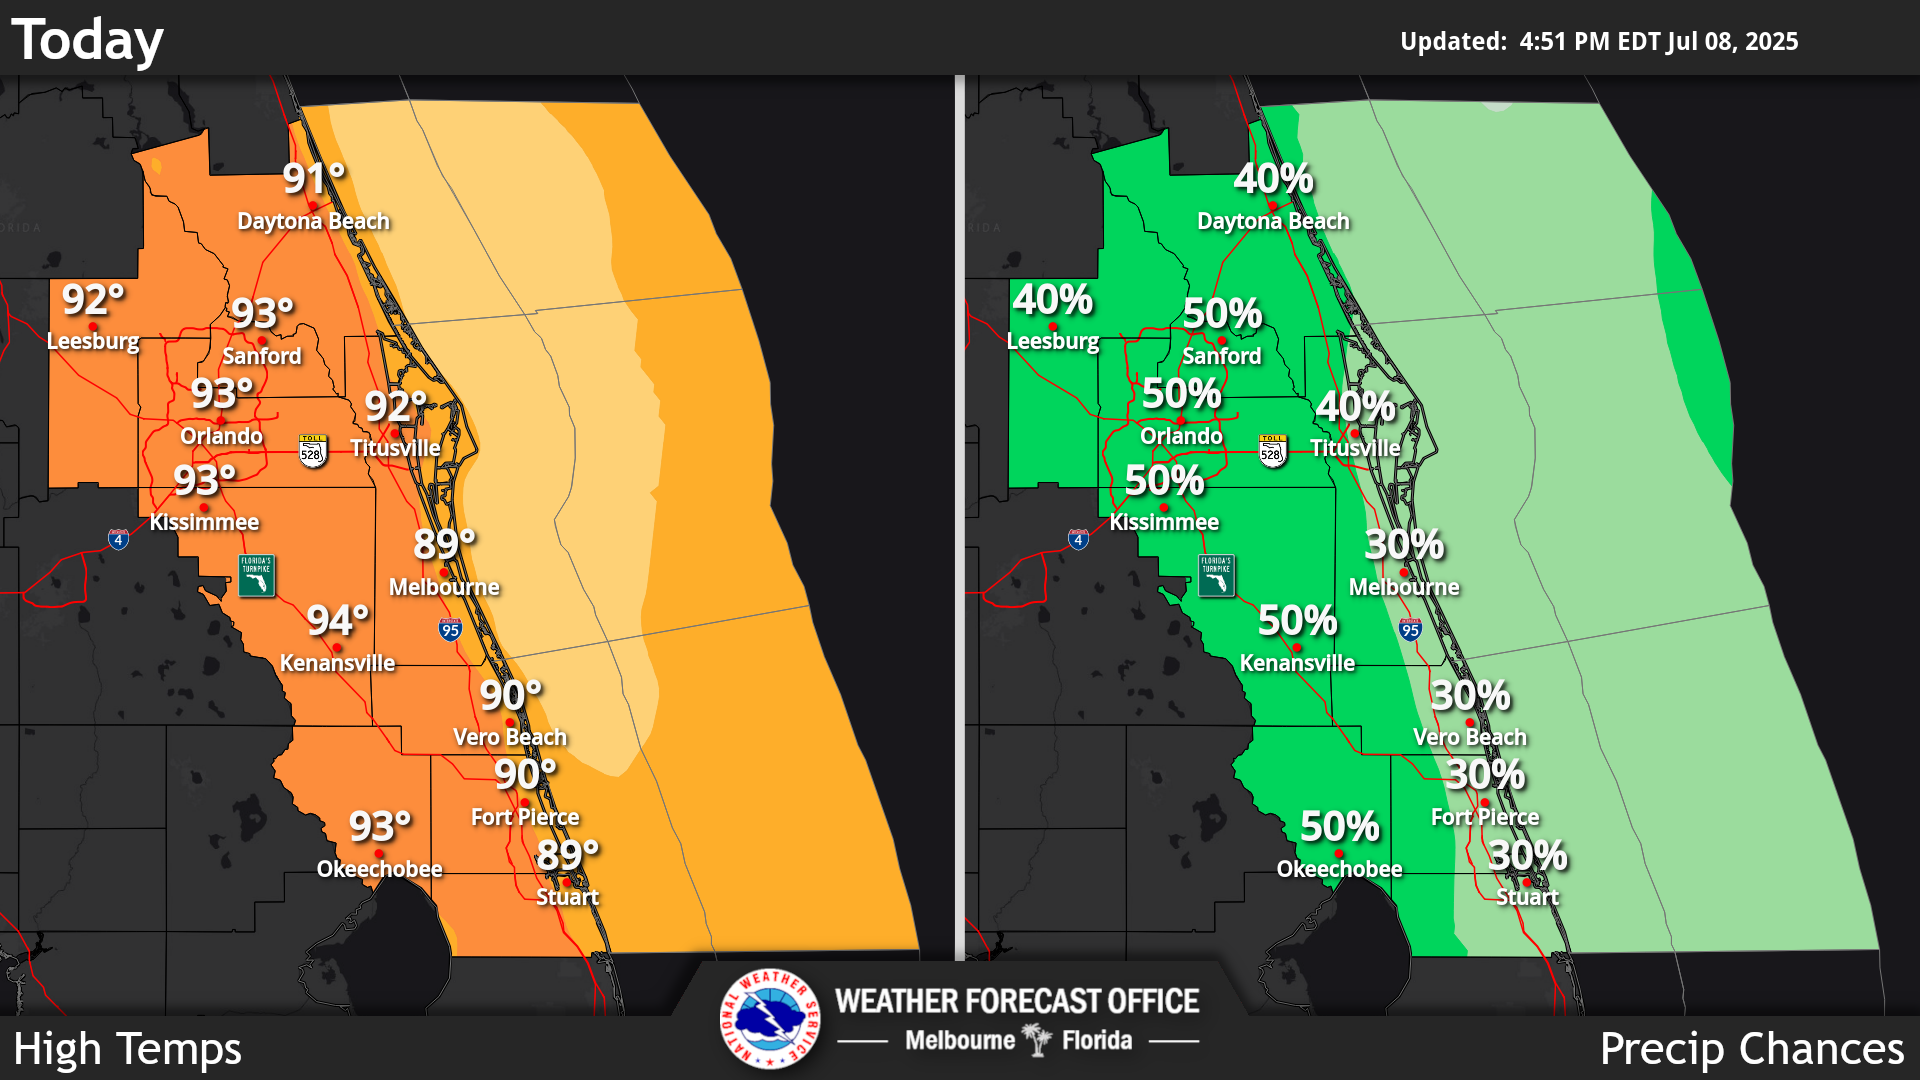 Today
Updated: 4:51 PM EDT Jul 08, 2025
91°
Daytona Beach
92°
Leesburg
93°
Sanford
93°
Orlando
92°
Titusville
TOLL
528
93°
Kissimmee
4
FLORIDA'S
TURNPIKE
89°
Melbourne
95
94°
Kenansville
90°
Vero Beach
90°
Fort Pierce
93°
Okeechobee
89°
Stuart
40%
Daytona Beach
40%
Leesburg
50%
Sanford
50%
Orlando
40%
Titusville
TOLL
528
50%
Kissimmee
4
FLORIDA'S
TURNPIKE
30%
Melbourne
95
50%
Kenansville
30%
Vero Beach
30%
Fort Pierce
50%
Okeechobee
30%
Stuart
High Temps
NATIONAL WEATHER SERVICE
WEATHER FORECAST OFFICE
Melbourne Florida
Precip Chances